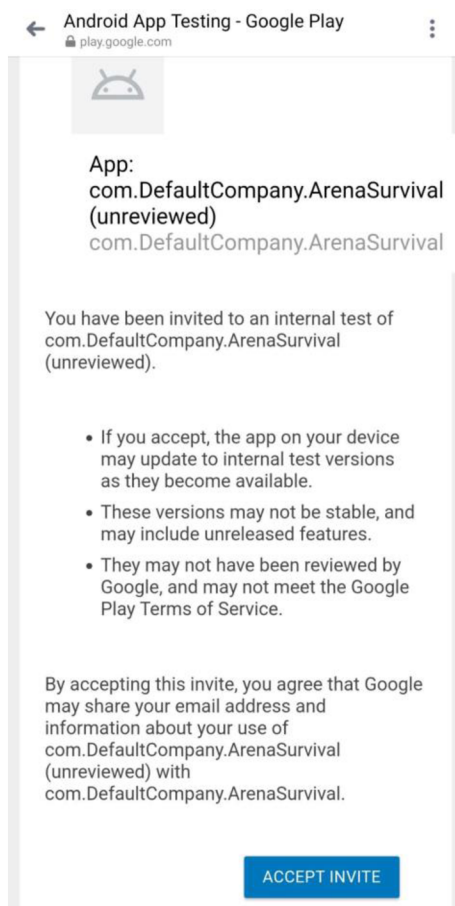 Android App Testing - Google Play
play.google.com
App:
com.DefaultCompany.ArenaSurvival
(unreviewed)
com.DefaultCompany.ArenaSurvival
You have been invited to an internal test of
com.DefaultCompany.ArenaSurvival
(unreviewed).
• If you accept, the app on your device
may update to internal test versions
as they become available.
• These versions may not be stable, and
may include unreleased features.
• They may not have been reviewed by
Google, and may not meet the Google
Play Terms of Service.
By accepting this invite, you agree that Google
may share your email address and
information about your use of
com.DefaultCompany.ArenaSurvival
(unreviewed) with
com.DefaultCompany.ArenaSurvival.
ACCEPT INVITE